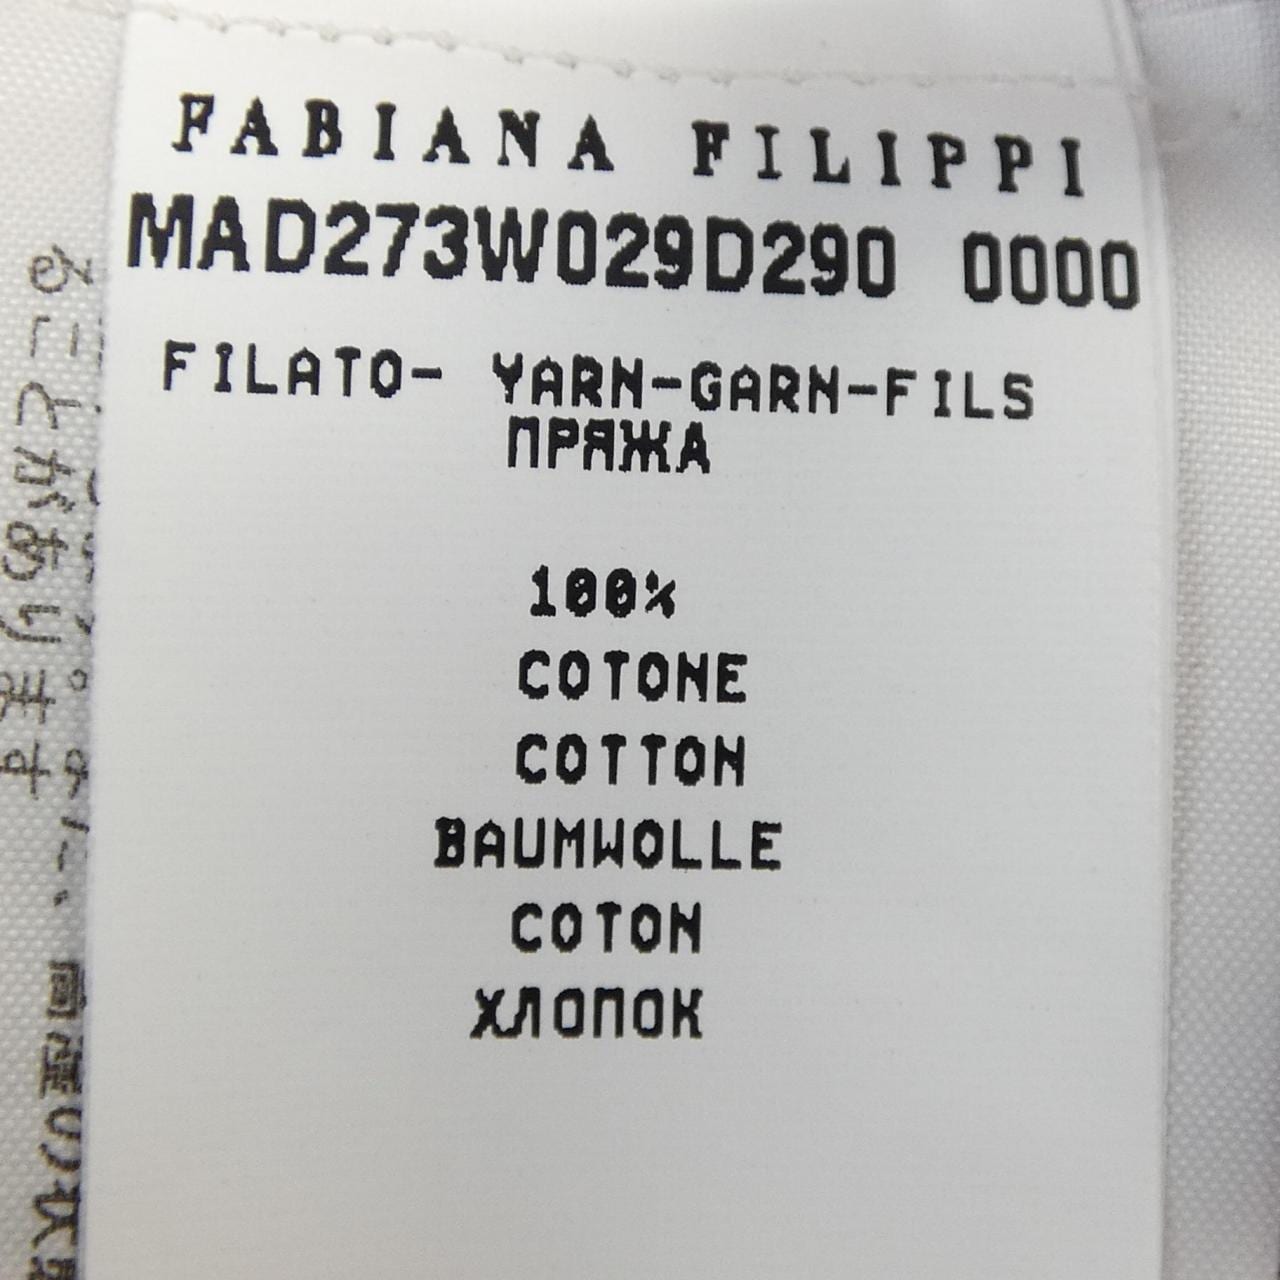 FABIANA FILIPPI
MAD273W029D290 0000
FILATO- YARN-GARN-FILS
ПРЯЖА
100%
COTONE
COTTON
BAUMWOLLE
COTON
ХЛОПОК